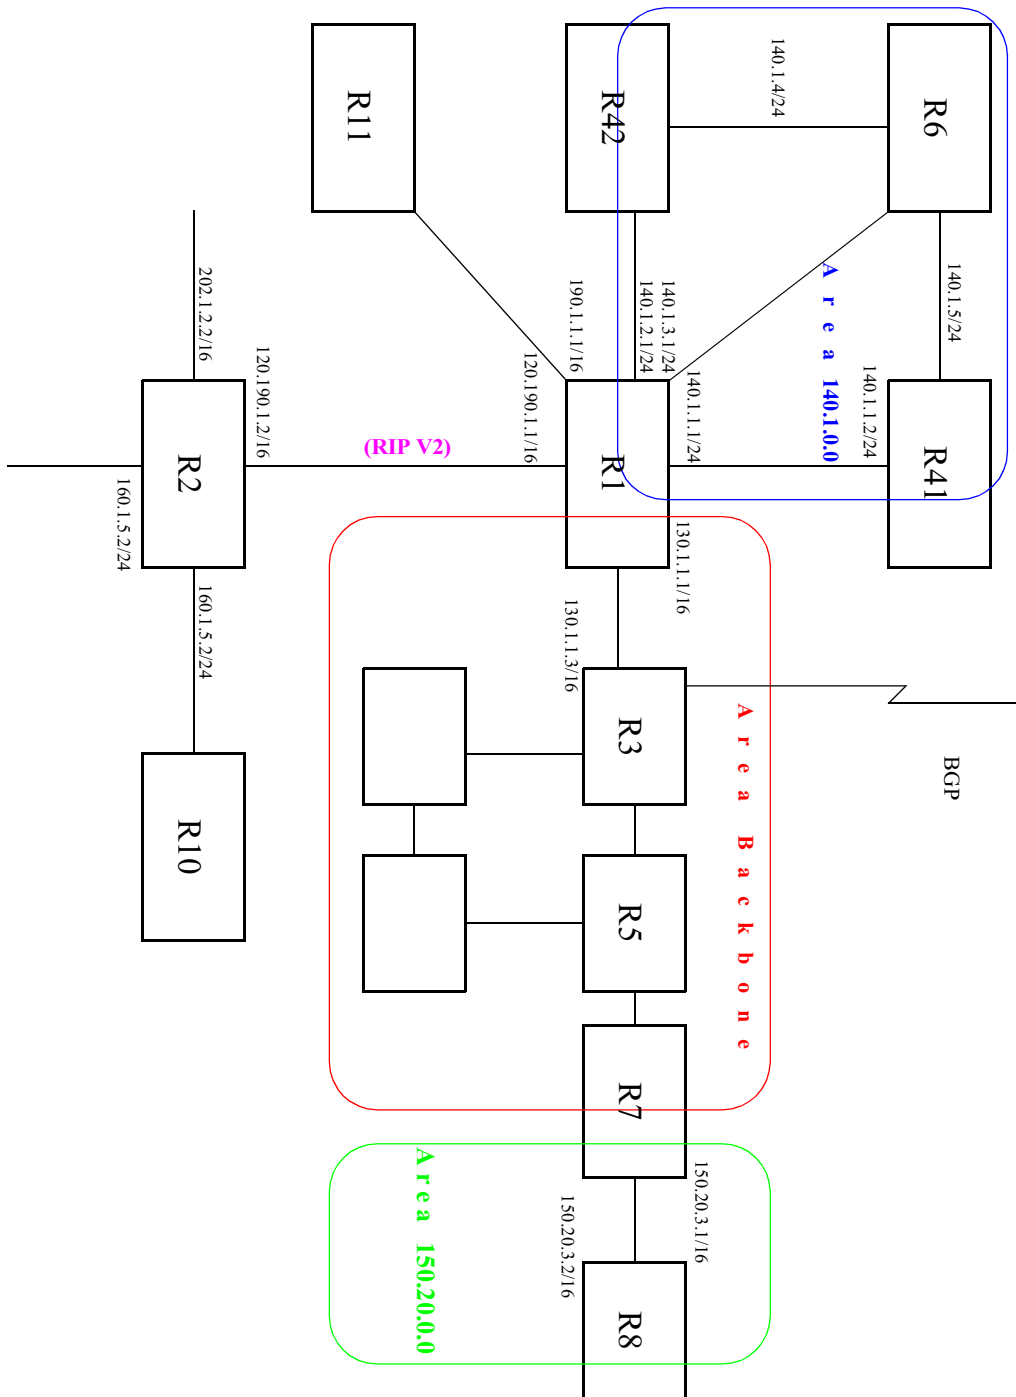 R6
140.1.4/24
R42
R11
140.1.5/24
Area 140.1.0.0
140.1.1.2/24
R41
140.1.1.1/24
140.1.3.1/24
140.1.2.1/24
190.1.1.1/16
120.190.1.1/16
R1
(RIP V2)
120.190.1.2/16
202.1.2.2/16
R2
160.1.5.2/24
160.1.5.2/24
R10
130.1.1.1/16
130.1.1.3/16
R3
BGP
Area Backbone
R5
R7
150.20.3.1/16
150.20.3.2/16
Area 150.20.0.0
R8